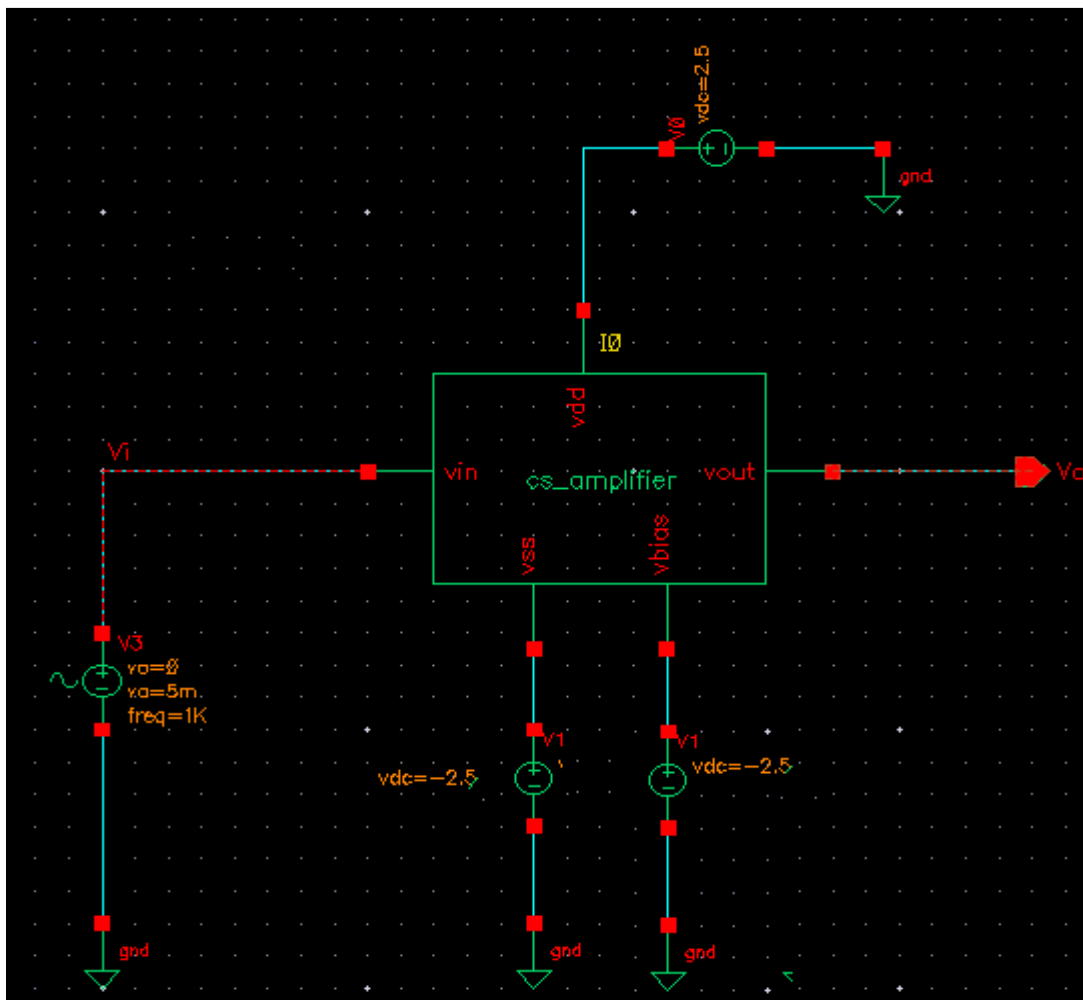 vdc=2.5
V0
gnd
I0
vdd
Vi
vin
cs_amplifier
vout
vss
vbias
V3
vo=0
va=5m
freq=1K
V1
vdc=-2.5
V1
vdc=-2.5
gnd
gnd
gnd